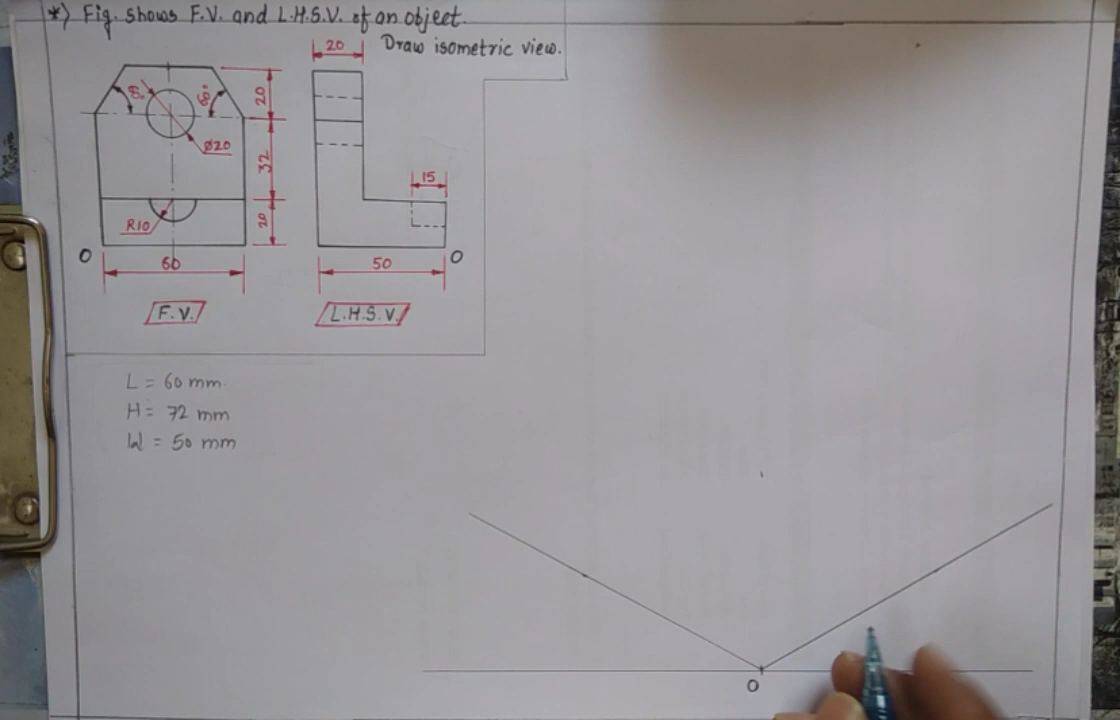 *) Fig. shows F.V. and L.H.S.V. of an object.
Draw isometric view.
20
60°
60°
20
Ø20
32
15
R10
20
O
60
50
O
F.V.
L.H.S.V.
L = 60 mm.
H = 72 mm
W = 50 mm
O